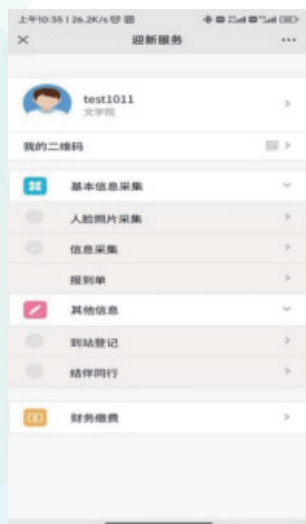 上午10:35 | 26.2K/s
迎新服务
test1011
文学院
我的二维码
基本信息采集
人脸照片采集
信息采集
报到单
其他信息
到站登记
结伴同行
财务缴费